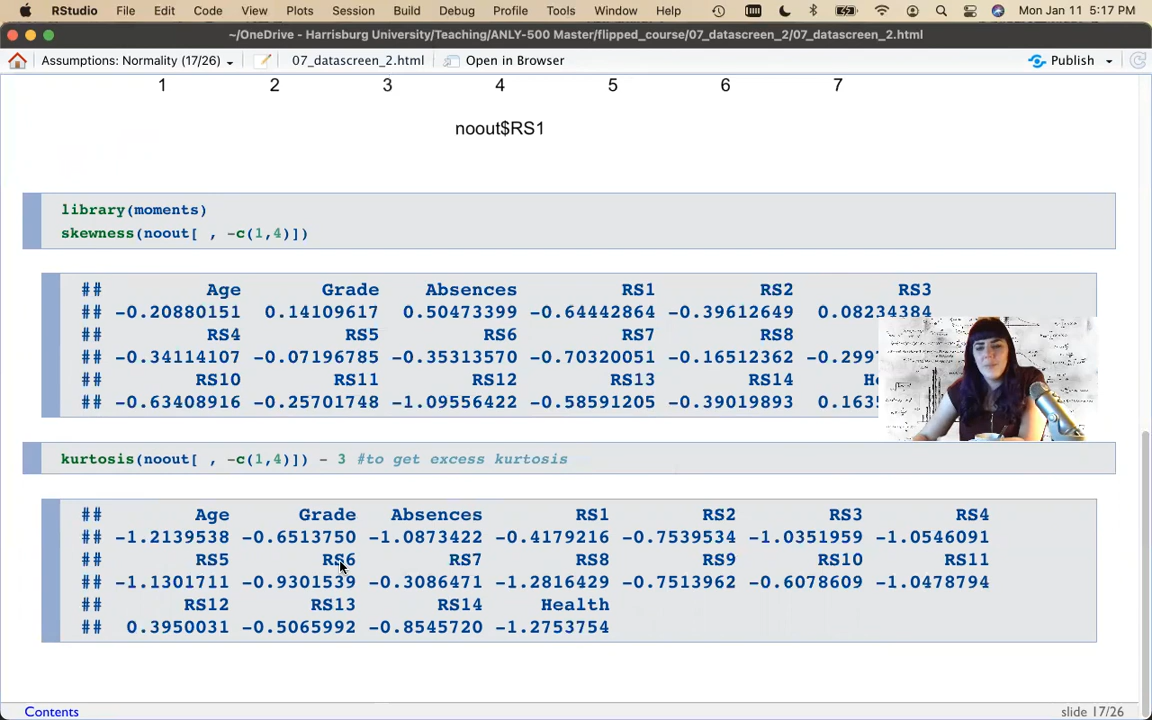 RStudio File Edit Code View Plots Session Build Debug Profile Tools Window Help Mon Jan 11 5:17 PM
~/OneDrive - Harrisburg University/Teaching/ANLY-500 Master/flipped_course/07_datascreen_2/07_datascreen_2.html
Assumptions: Normality (17/26) 07_datascreen_2.html Open in Browser Publish
1 2 3 4 5 6 7
noout$RS1
library(moments)
skewness(noout[ , -c(1,4)])
## Age Grade Absences RS1 RS2 RS3
## -0.20880151 0.14109617 0.50473399 -0.64442864 -0.39612649 0.08234384
## RS4 RS5 RS6 RS7 RS8
## -0.34114107 -0.07196785 -0.35313570 -0.70320051 -0.16512362 -0.299
## RS10 RS11 RS12 RS13 RS14 He
## -0.63408916 -0.25701748 -1.09556422 -0.58591205 -0.39019893 0.163
kurtosis(noout[ , -c(1,4)]) - 3 #to get excess kurtosis
## Age Grade Absences RS1 RS2 RS3 RS4
## -1.2139538 -0.6513750 -1.0873422 -0.4179216 -0.7539534 -1.0351959 -1.0546091
## RS5 RS6 RS7 RS8 RS9 RS10 RS11
## -1.1301711 -0.9301539 -0.3086471 -1.2816429 -0.7513962 -0.6078609 -1.0478794
## RS12 RS13 RS14 Health
## 0.3950031 -0.5065992 -0.8545720 -1.2753754
Contents slide 17/26